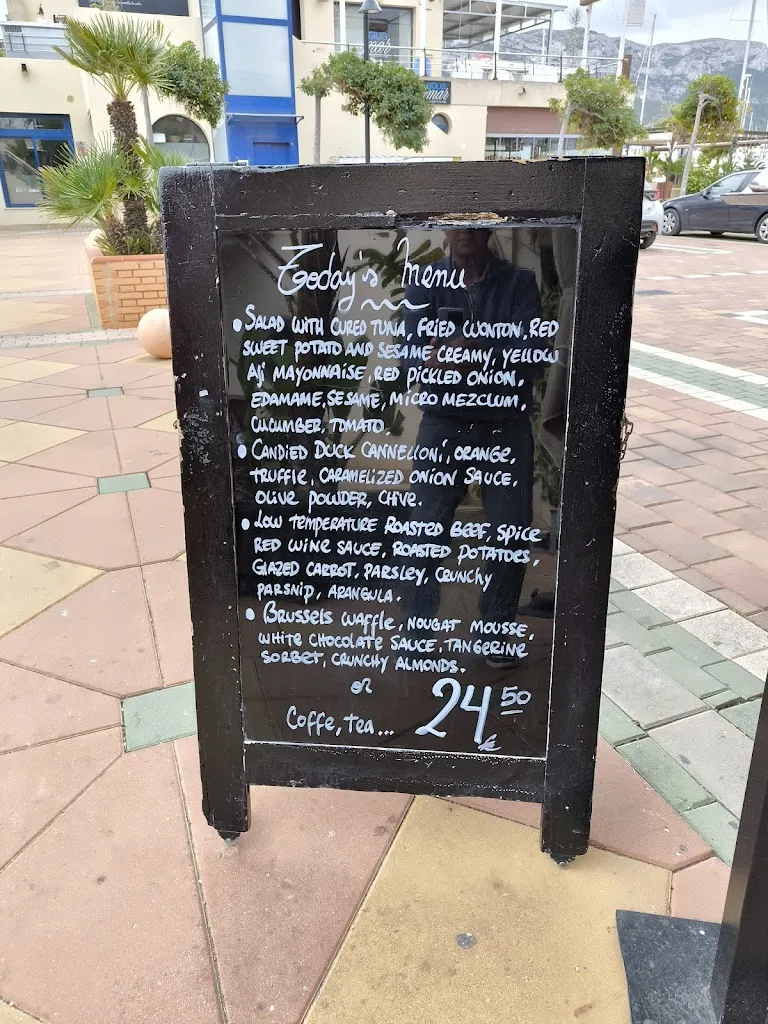 mar
mar
Today's Menu
• SALAD WITH CURED TUNA, FRIED WONTON, RED
SWEET POTATO AND SESAME CREAMY, YELLOW
AJí MAYONNAISE, RED PICKLED ONION,
EDAMAME, SESAME, MICRO MEZCLUM,
CUCUMBER, TOMATO.
• CANDIED DUCK CANNELLONí, ORANGE,
TRUFFLE, CARAMELIZED ONION SAUCE,
OLIVE POWDER, CHIVE.
• LOW TEMPERATURE ROASTED BEEF, SPICE
RED WINE SAUCE, ROASTED POTATOES,
GLAZED CARROT, PARSLEY, CRUNCHY
PARSNIP, ARANGULA.
• BRUSSELS WAFFLE, NOUGAT MOUSSE,
WHITE CHOCOLATE SAUCE, TANGERINE
SORBET, CRUNCHY ALMONDS.
OR
Coffe, tea... 24,50 €